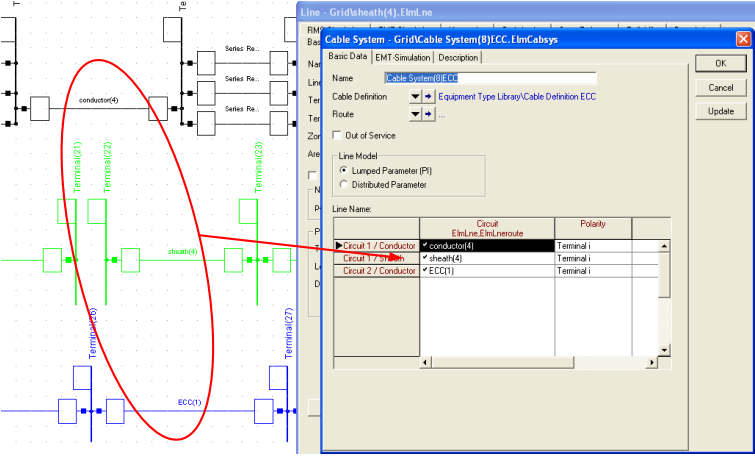 Line - Grid\sheath(4).ElmLne
Cable System - Grid\Cable System(8)ECC.ElmCabsys
Basic Data
EMT-Simulation
Description
OK
Cancel
Update
Name
Cable System(8)ECC
Cable Definition
Equipment Type Library\Cable Definition ECC
Route
...
Out of Service
Line Model
Lumped Parameter (PI)
Distributed Parameter
Line Name:
Circuit
ElmLne,ElmLneroute
Polarity
Circuit 1 / Conductor
conductor(4)
Terminal i
Circuit 1 / Sheath
sheath(4)
Terminal i
Circuit 2 / Conductor
ECC(1)
Terminal i
Series Re..
Series Re..
Series Re..
conductor(4)
Terminal(21)
Terminal(22)
Terminal(23)
sheath(4)
Terminal(26)
Terminal(27)
ECC(1)